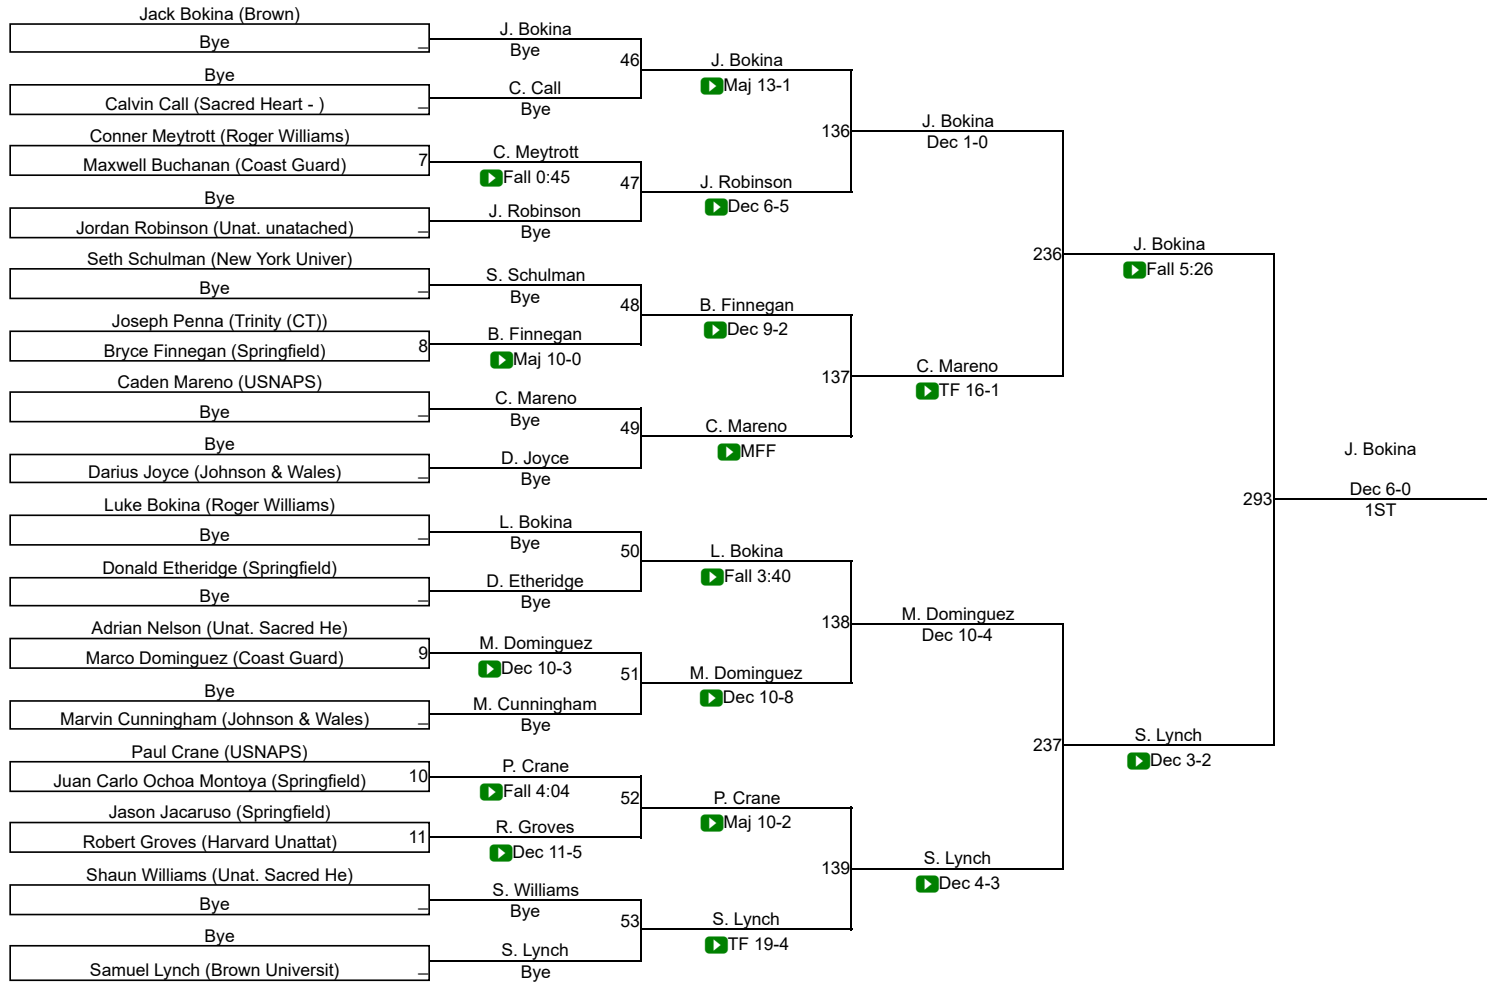 Jack Bokina (Brown)
Bye _
Bye
Calvin Call (Sacred Heart - ) _
Conner Meytrott (Roger Williams)
Maxwell Buchanan (Coast Guard) 7
Bye
Jordan Robinson (Unat. unatached) _
Seth Schulman (New York Univer)
Bye _
Joseph Penna (Trinity (CT))
Bryce Finnegan (Springfield) 8
Caden Mareno (USNAPS)
Bye _
Bye
Darius Joyce (Johnson & Wales) _
Luke Bokina (Roger Williams)
Bye _
Donald Etheridge (Springfield)
Bye _
Adrian Nelson (Unat. Sacred He)
Marco Dominguez (Coast Guard) 9
Bye
Marvin Cunningham (Johnson & Wales) _
Paul Crane (USNAPS)
Juan Carlo Ochoa Montoya (Springfield) 10
Jason Jacaruso (Springfield)
Robert Groves (Harvard Unattat) 11
Shaun Williams (Unat. Sacred He)
Bye _
Bye
Samuel Lynch (Brown Universit) _
J. Bokina
Bye
46
C. Call
Bye
C. Meytrott
Fall 0:45
47
J. Robinson
Bye
S. Schulman
Bye
48
B. Finnegan
Maj 10-0
C. Mareno
Bye
49
D. Joyce
Bye
L. Bokina
Bye
50
D. Etheridge
Bye
M. Dominguez
Dec 10-3
51
M. Cunningham
Bye
P. Crane
Fall 4:04
52
R. Groves
Dec 11-5
S. Williams
Bye
53
S. Lynch
Bye
J. Bokina
Maj 13-1
136
J. Robinson
Dec 6-5
B. Finnegan
Dec 9-2
137
C. Mareno
MFF
L. Bokina
Fall 3:40
138
M. Dominguez
Dec 10-8
P. Crane
Maj 10-2
139
S. Lynch
TF 19-4
J. Bokina
Dec 1-0
236
C. Mareno
TF 16-1
M. Dominguez
Dec 10-4
237
S. Lynch
Dec 4-3
J. Bokina
Fall 5:26
293
S. Lynch
Dec 3-2
J. Bokina
Dec 6-0
1ST